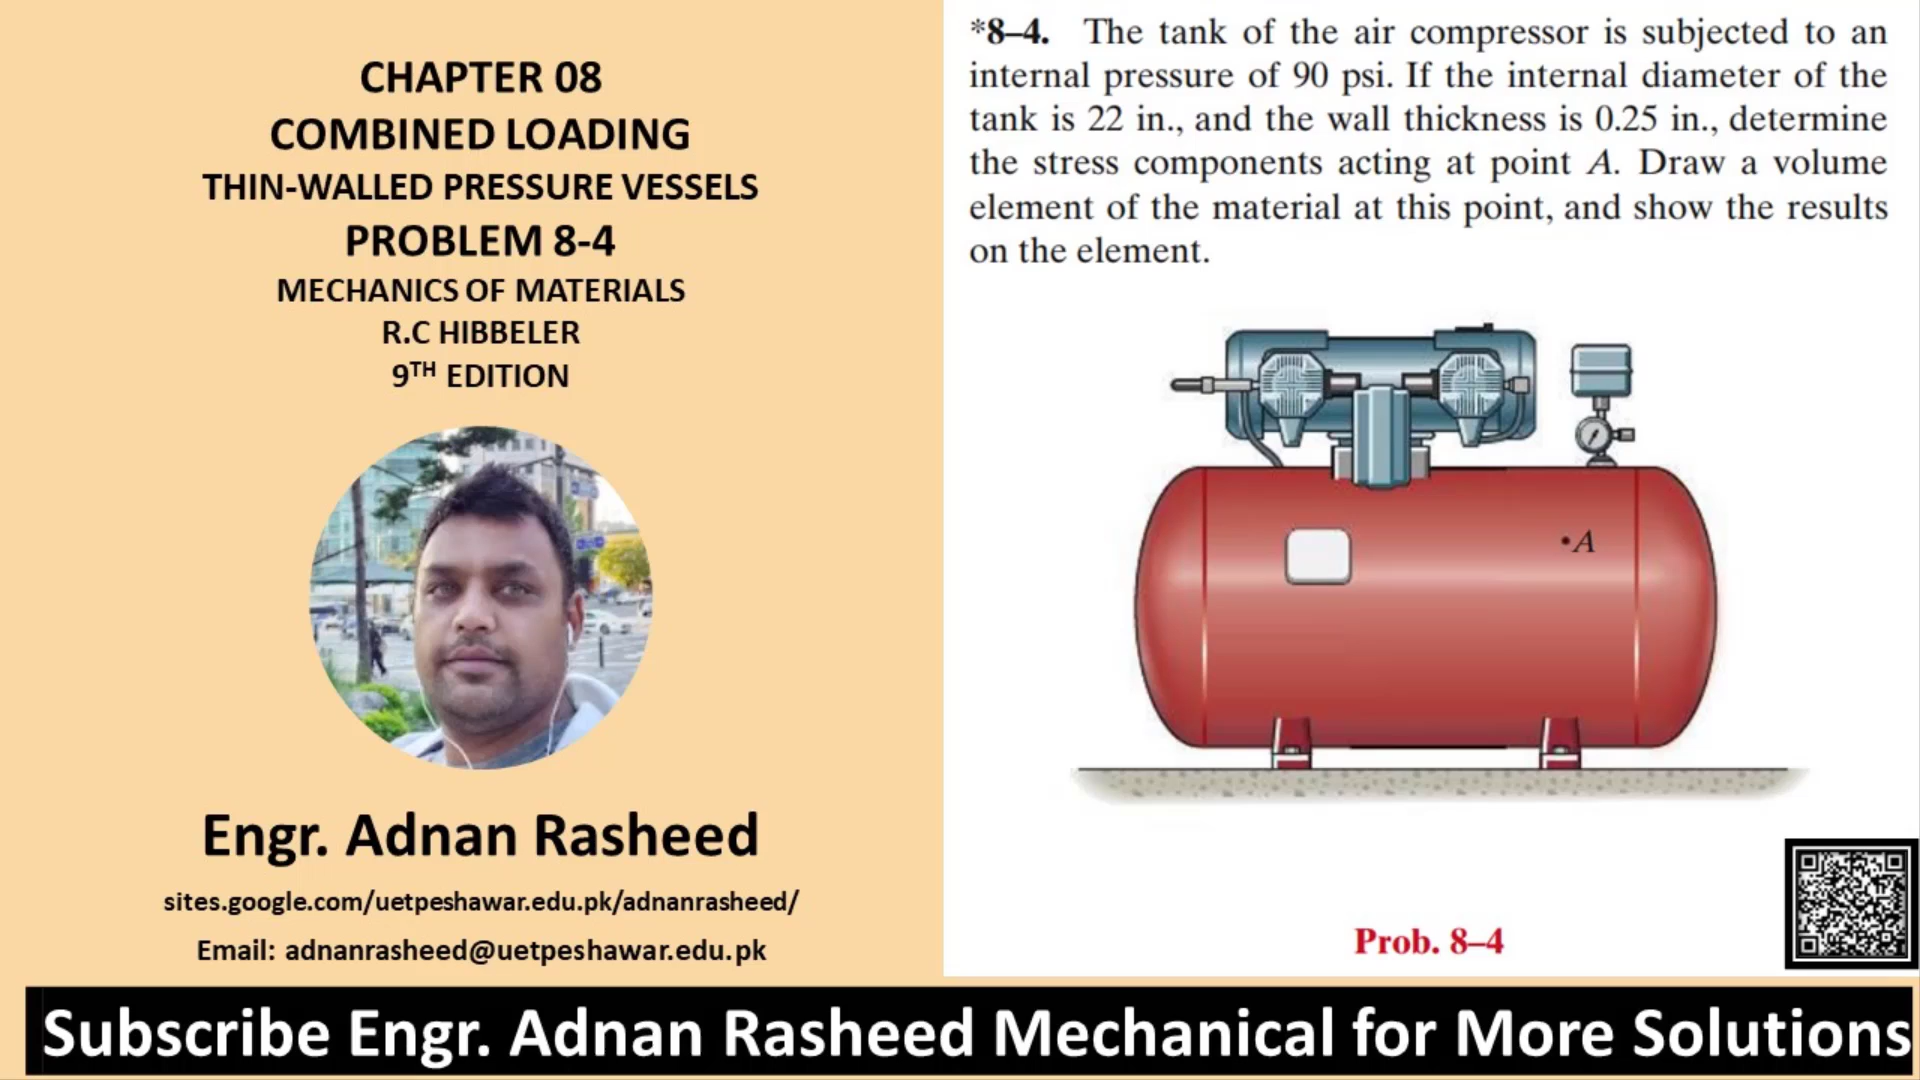 CHAPTER 08
COMBINED LOADING
THIN-WALLED PRESSURE VESSELS
PROBLEM 8-4
MECHANICS OF MATERIALS
R.C HIBBELER
9TH EDITION
Engr. Adnan Rasheed
sites.google.com/uetpeshawar.edu.pk/adnanrasheed/
Email: adnanrasheed@uetpeshawar.edu.pk
*8–4. The tank of the air compressor is subjected to an
internal pressure of 90 psi. If the internal diameter of the
tank is 22 in., and the wall thickness is 0.25 in., determine
the stress components acting at point A. Draw a volume
element of the material at this point, and show the results
on the element.
A
Prob. 8–4
Subscribe Engr. Adnan Rasheed Mechanical for More Solutions